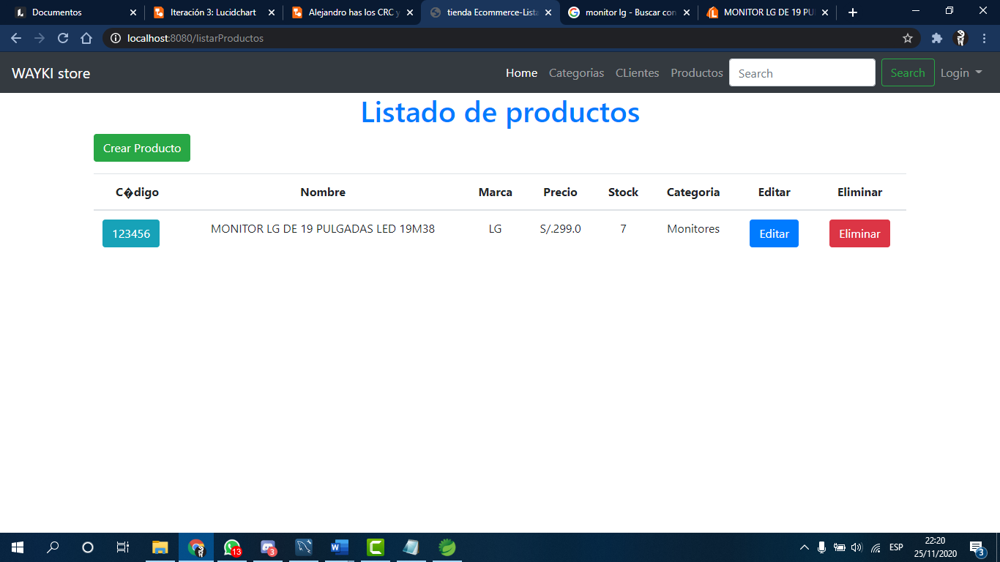 Documentos
Iteración 3: Lucidchart
Alejandro has los CRC y
tienda Ecommerce-Lista
monitor lg - Buscar con
MONITOR LG DE 19 PUL
localhost:8080/listarProductos
WAYKI store
Home Categorias CLientes Productos Search Search Login
Listado de productos
Crear Producto
C�digo Nombre Marca Precio Stock Categoria Editar Eliminar
123456 MONITOR LG DE 19 PULGADAS LED 19M38 LG S/.299.0 7 Monitores Editar Eliminar
13
3
ESP
22:20
25/11/2020
3